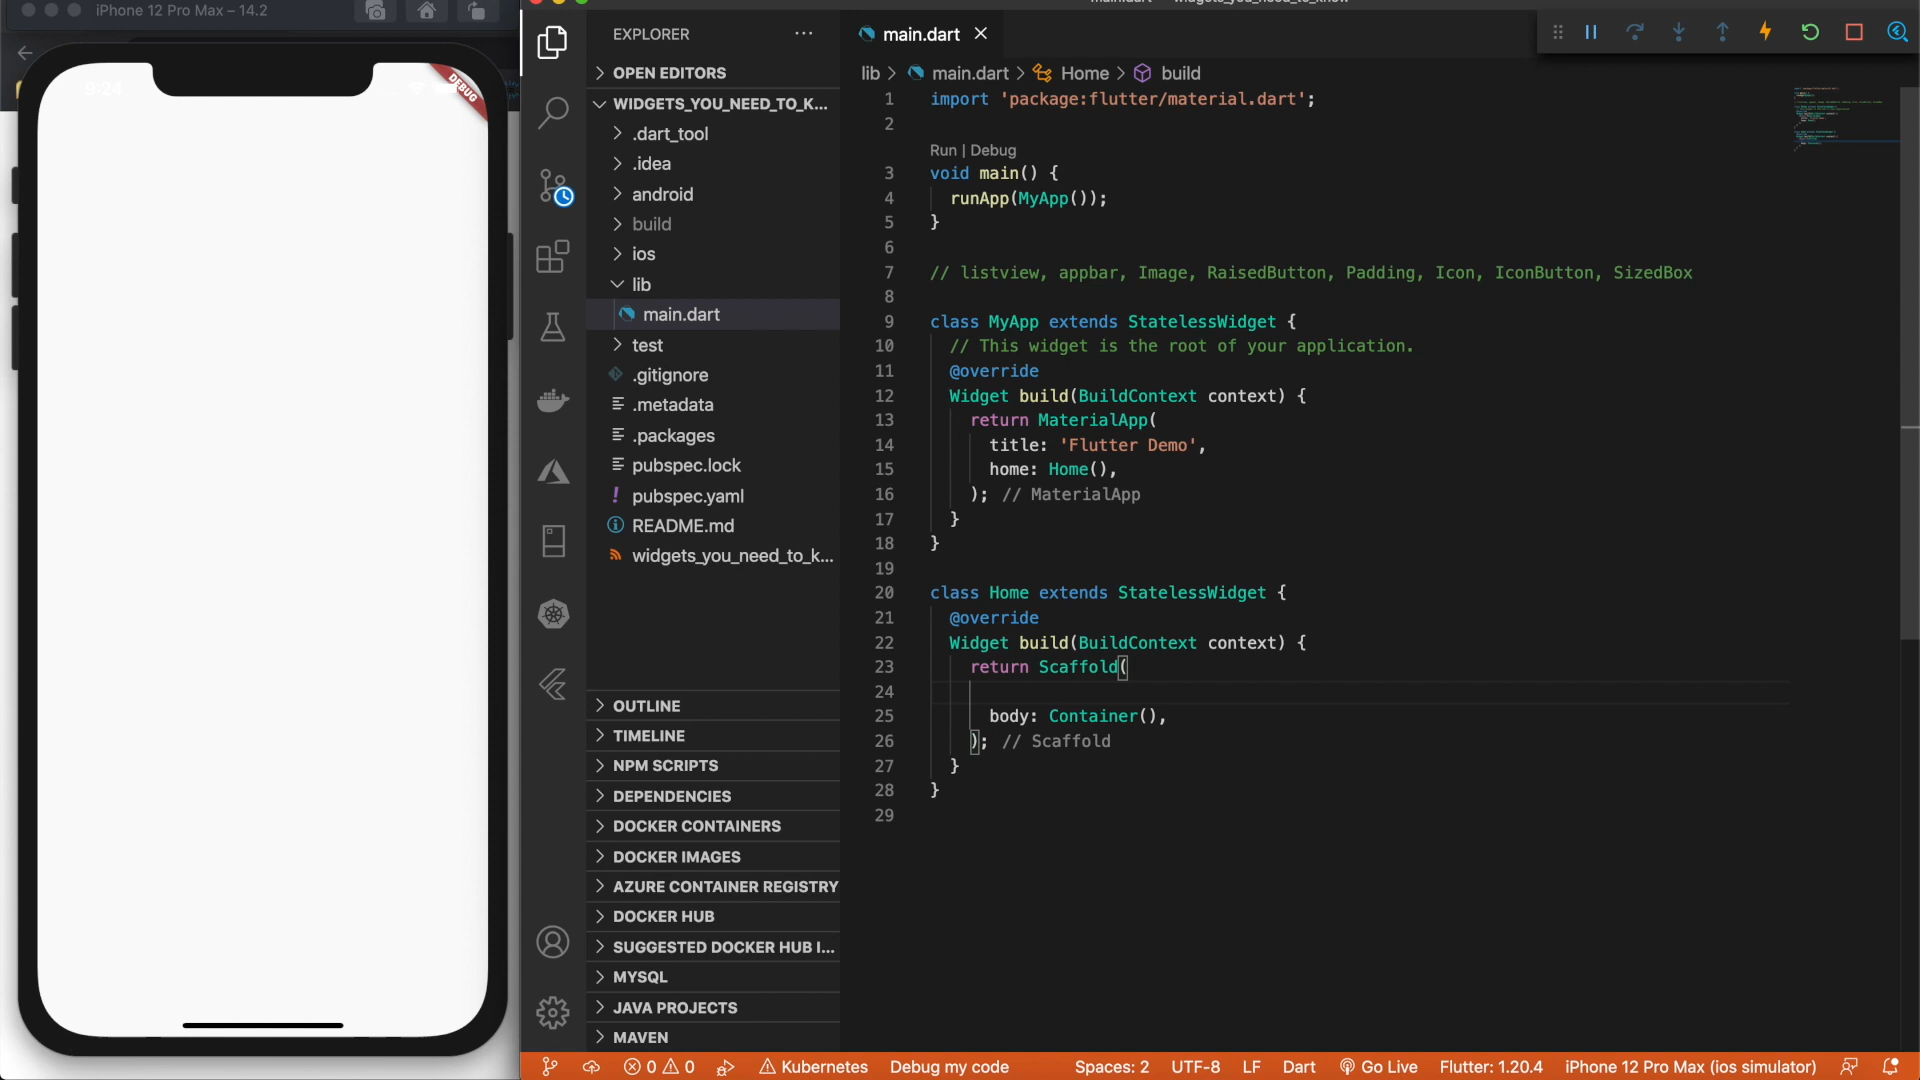 iPhone 12 Pro Max – 14.2
9:24
DEBUG
EXPLORER
OPEN EDITORS
WIDGETS_YOU_NEED_TO_K...
.dart_tool
.idea
android
build
ios
lib
main.dart
test
.gitignore
.metadata
.packages
pubspec.lock
pubspec.yaml
README.md
widgets_you_need_to_k...
OUTLINE
TIMELINE
NPM SCRIPTS
DEPENDENCIES
DOCKER CONTAINERS
DOCKER IMAGES
AZURE CONTAINER REGISTRY
DOCKER HUB
SUGGESTED DOCKER HUB I...
MYSQL
JAVA PROJECTS
MAVEN
main.dart
lib > main.dart > Home > build
1 import 'package:flutter/material.dart';
2
Run | Debug
3 void main() {
4 runApp(MyApp());
5 }
6
7 // listview, appbar, Image, RaisedButton, Padding, Icon, IconButton, SizedBox
8
9 class MyApp extends StatelessWidget {
10 // This widget is the root of your application.
11 @override
12 Widget build(BuildContext context) {
13 return MaterialApp(
14 title: 'Flutter Demo',
15 home: Home(),
16 ); // MaterialApp
17 }
18 }
19
20 class Home extends StatelessWidget {
21 @override
22 Widget build(BuildContext context) {
23 return Scaffold(
24
25 body: Container(),
26 ); // Scaffold
27 }
28 }
29
0 0 Kubernetes Debug my code Spaces: 2 UTF-8 LF Dart Go Live Flutter: 1.20.4 iPhone 12 Pro Max (ios simulator)